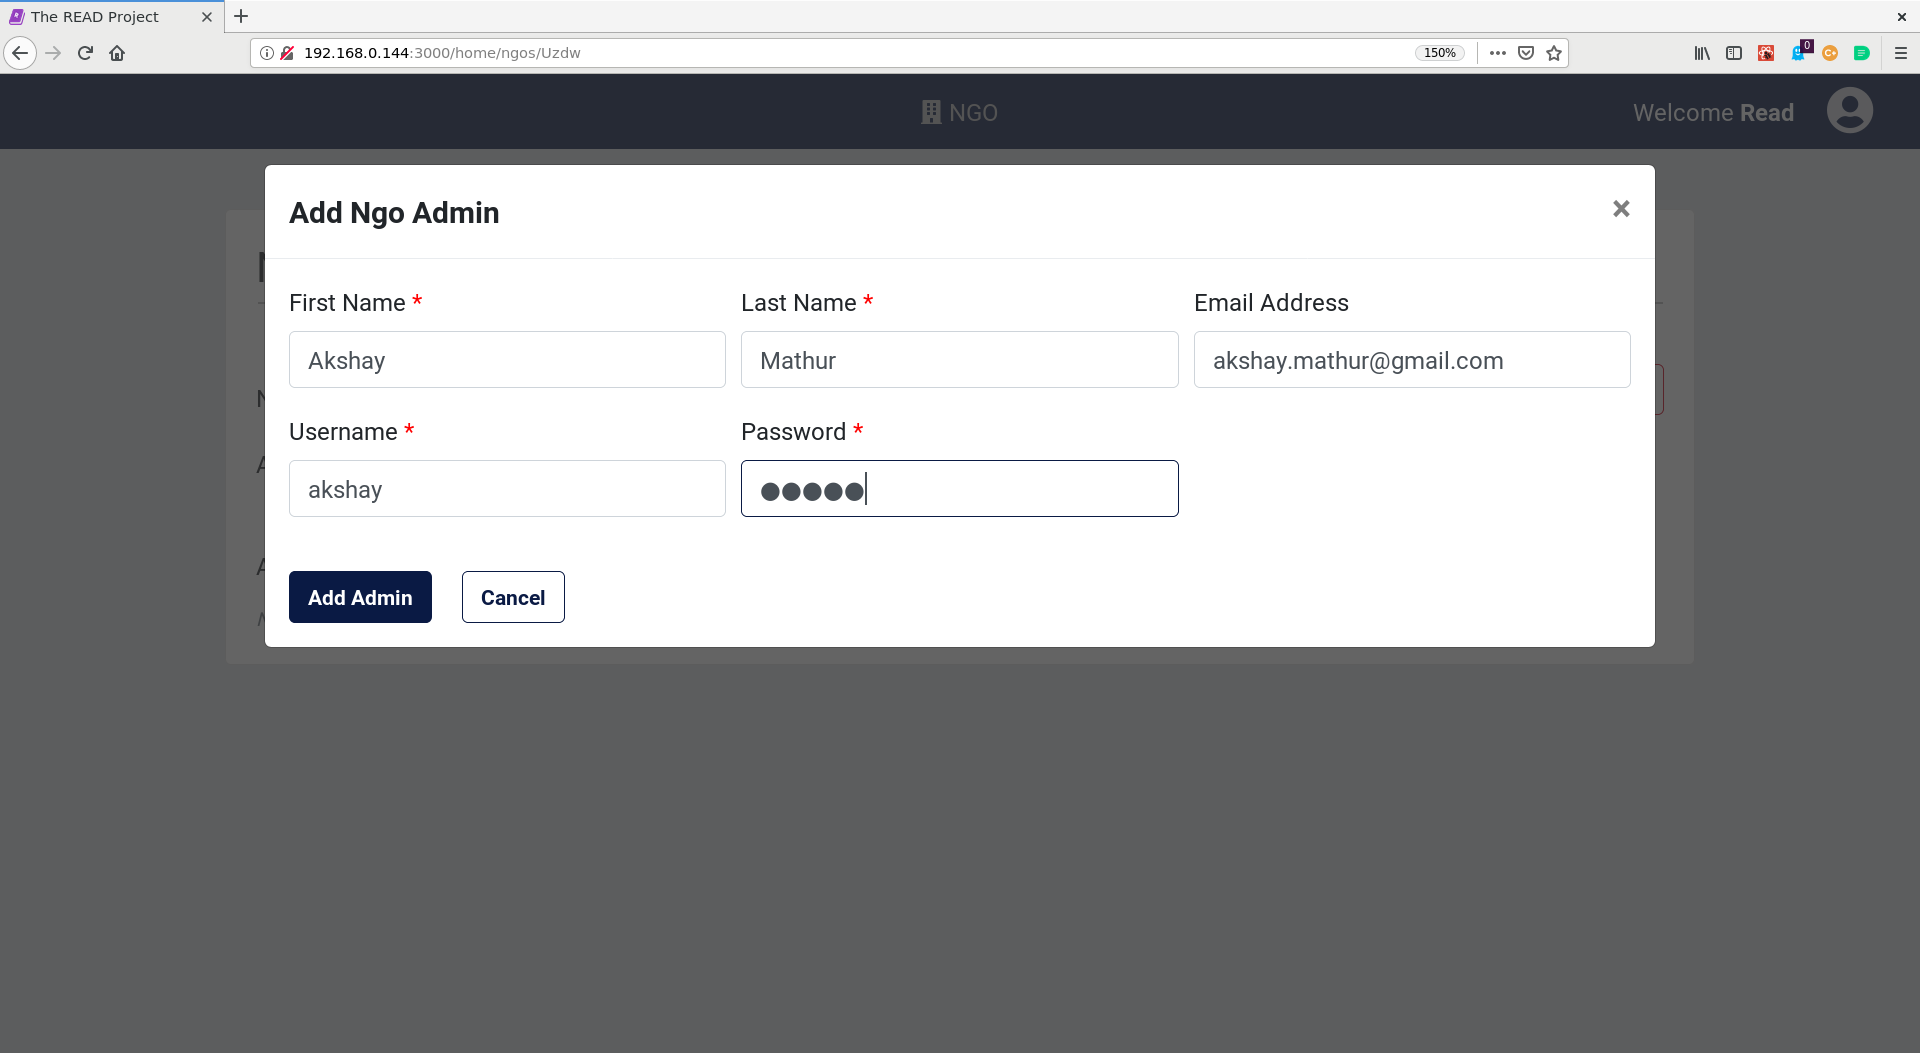 The READ Project
192.168.0.144:3000/home/ngos/Uzdw
150%
0
NGO
Welcome Read
Add Ngo Admin
First Name *
Last Name *
Email Address
Akshay
Mathur
akshay.mathur@gmail.com
Username *
Password *
akshay
●●●●●
Add Admin
Cancel